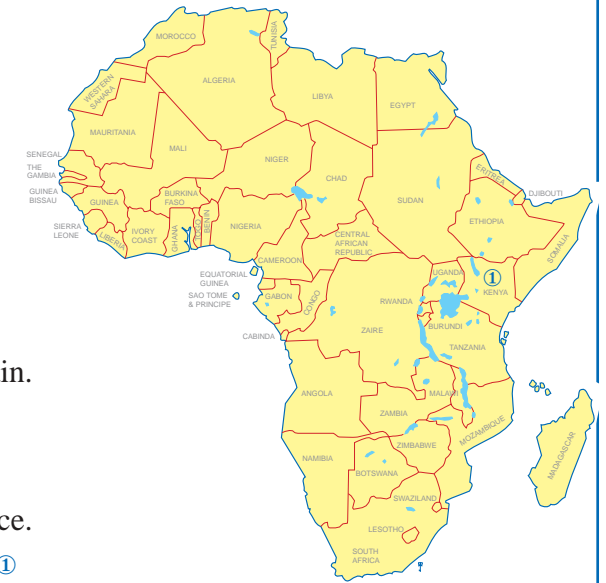 MOROCCO
TUNISIA
ALGERIA
LIBYA
EGYPT
WESTERN
SAHARA
MAURITANIA
MALI
NIGER
CHAD
SUDAN
ERITREA
DJIBOUTI
SENEGAL
THE
GAMBIA
GUINEA
BISSAU
GUINEA
SIERRA
LEONE
LIBERIA
IVORY
COAST
BURKINA
FASO
GHANA
TOGO
BENIN
NIGERIA
CAMEROON
CENTRAL
AFRICAN
REPUBLIC
ETHIOPIA
SOMALIA
EQUATORIAL
GUINEA
SAO TOME
& PRINCIPE
GABON
CONGO
CABINDA
ZAIRE
UGANDA
①
KENYA
RWANDA
BURUNDI
TANZANIA
in.
ANGOLA
ZAMBIA
MALAWI
MOZAMBIQUE
ZIMBABWE
NAMIBIA
BOTSWANA
MADAGASCAR
SWAZILAND
LESOTHO
SOUTH
AFRICA
ce.
①